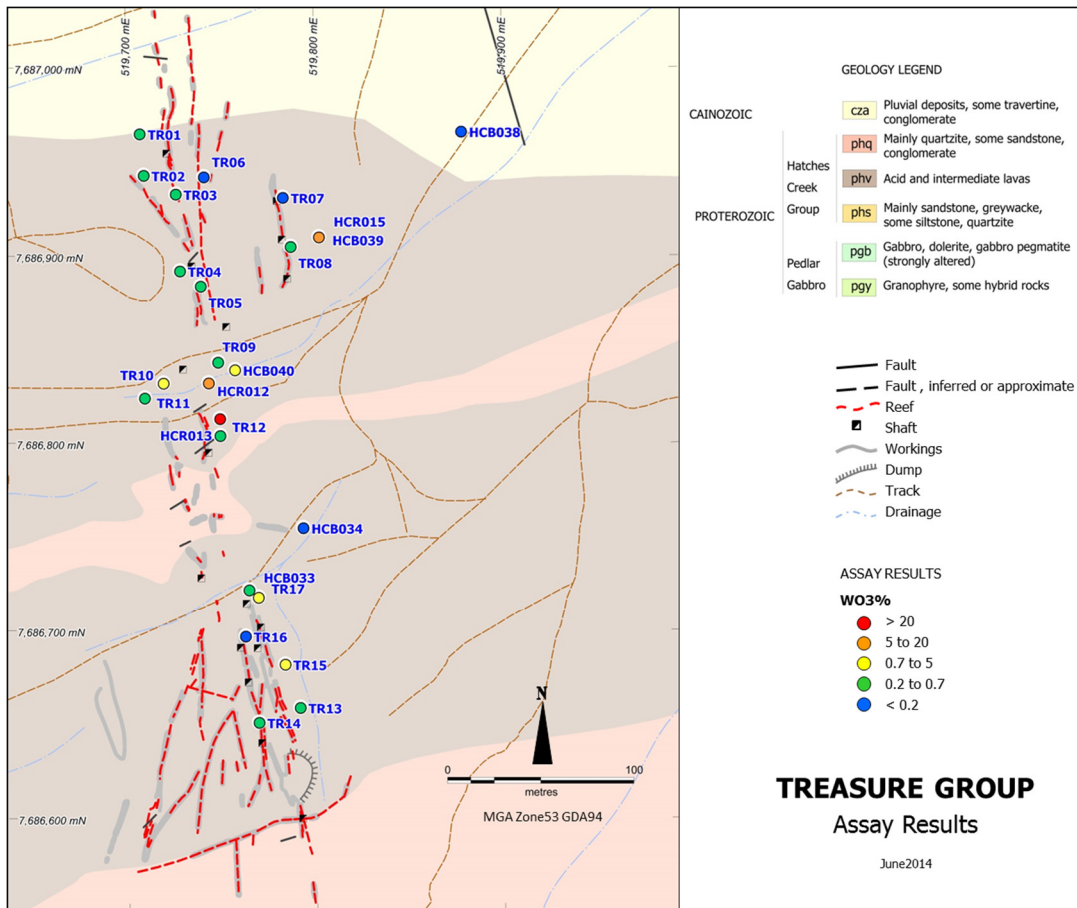 519,700 mE
519,800 mE
519,900 mE
7,687,000 mN
TR01
HCB038
TR06
TR02
TR03
TR07
HCR015
HCB039
7,686,900 mN
TR08
TR04
TR05
TR09
TR10
HCB040
HCR012
TR11
TR12
HCR013
7,686,800 mN
HCB034
HCB033
TR17
7,686,700 mN
TR16
TR15
TR13
TR14
N
0
100
metres
MGA Zone53 GDA94
7,686,600 mN
GEOLOGY LEGEND
CAINOZOIC
cza
Pluvial deposits, some travertine,
conglomerate
phq
Mainly quartzite, some sandstone,
conglomerate
PROTEROZOIC
Hatches
Creek
Group
phv
Acid and intermediate lavas
phs
Mainly sandstone, greywacke,
some siltstone, quartzite
Pedlar
Gabbro
pgb
Gabbro, dolerite, gabbro pegmatite
(strongly altered)
pgy
Granophyre, some hybrid rocks
Fault
Fault , inferred or approximate
Reef
Shaft
Workings
Dump
Track
Drainage
ASSAY RESULTS
WO3%
> 20
5 to 20
0.7 to 5
0.2 to 0.7
< 0.2
TREASURE GROUP
Assay Results
June2014